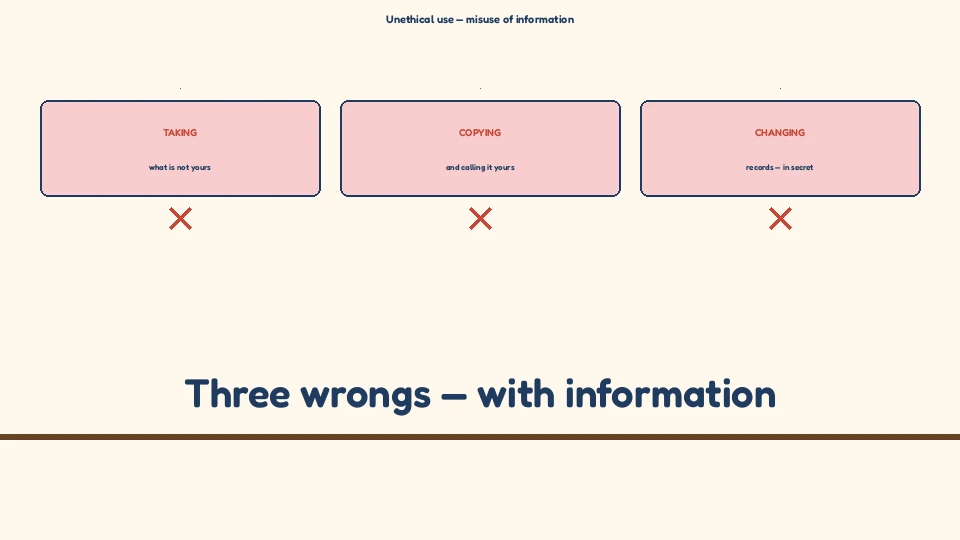 Unethical use — misuse of information
TAKING
what is not yours
COPYING
and calling it yours
CHANGING
records — in secret
Three wrongs — with information